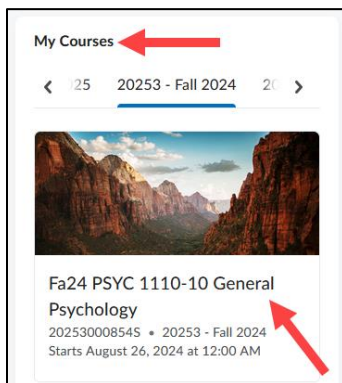 My Courses
25 20253 - Fall 2024 20
Fa24 PSYC 1110-10 General
Psychology
20253000854S • 20253 - Fall 2024
Starts August 26, 2024 at 12:00 AM